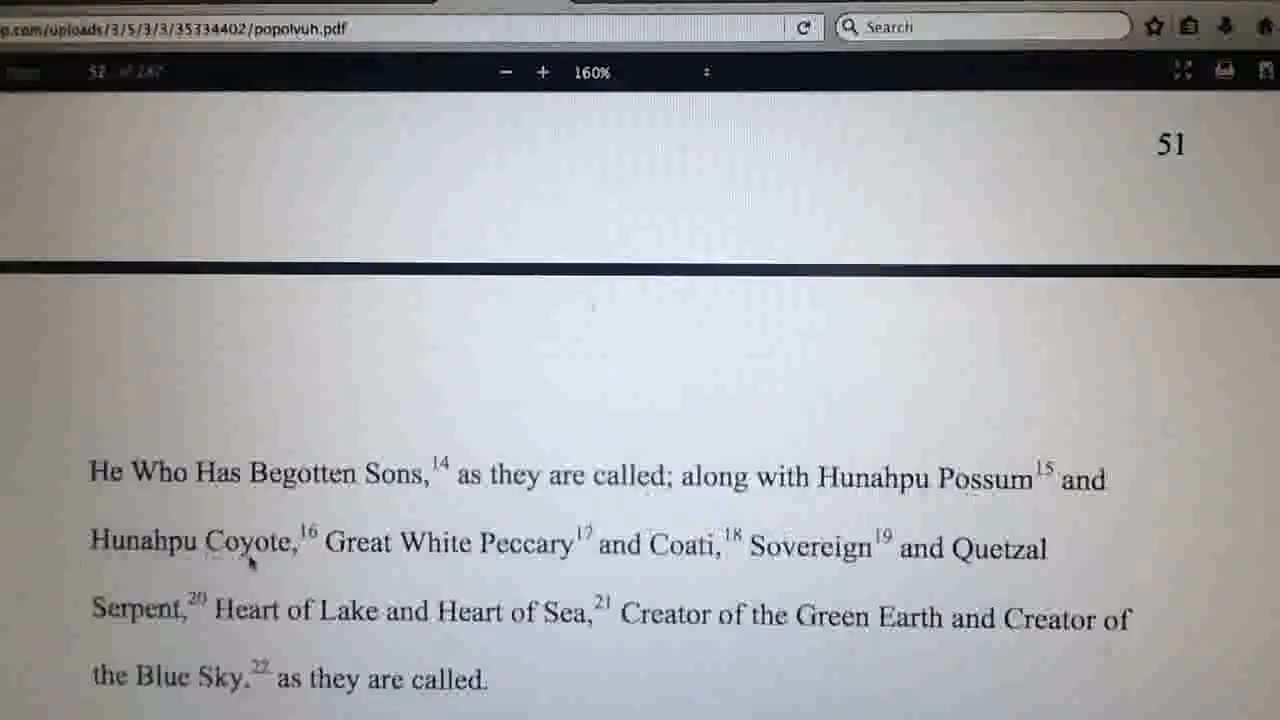 p.com/uploads/3/5/3/3/35334402/popolvuh.pdf
Search
52 of 287
160%
51
He Who Has Begotten Sons,14 as they are called; along with Hunahpu Possum15 and
Hunahpu Coyote,16 Great White Peccary17 and Coati,18 Sovereign19 and Quetzal
Serpent,20 Heart of Lake and Heart of Sea,21 Creator of the Green Earth and Creator of
the Blue Sky,22 as they are called.